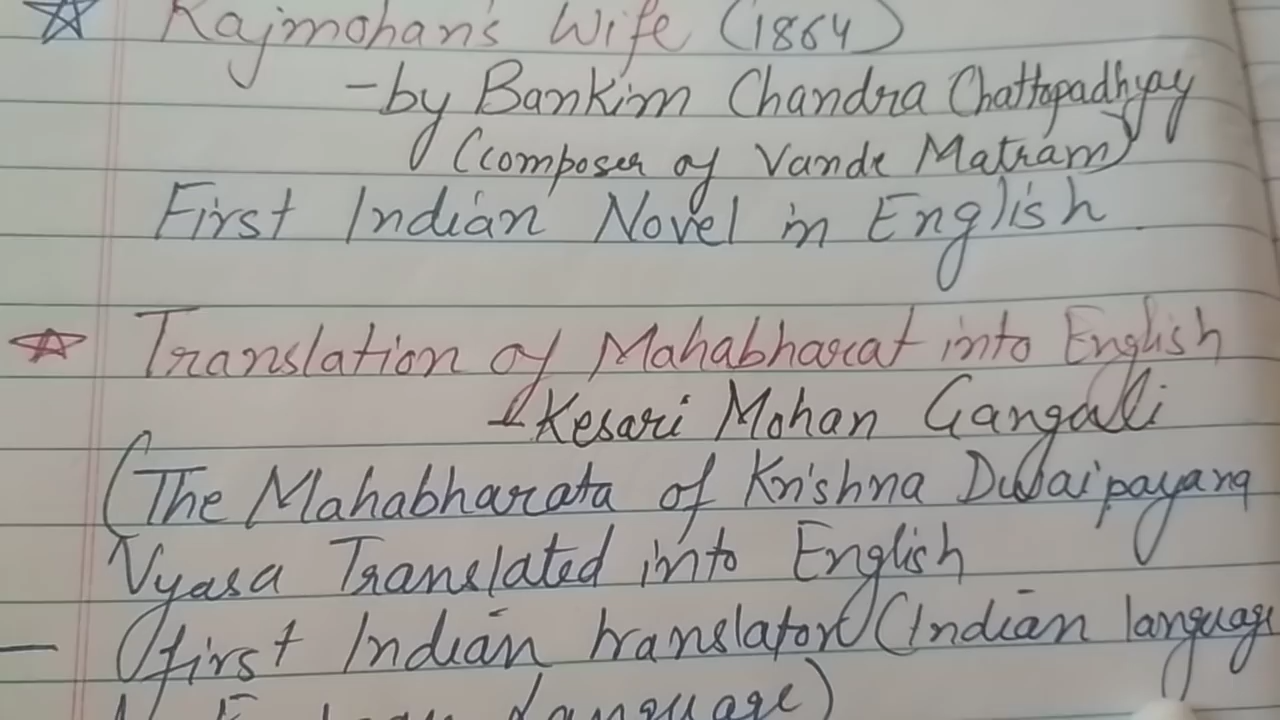 Rajmohan's Wife (1864)
-by Bankim Chandra Chattopadhyay
(composer of Vande Matram)
First Indian Novel in English
Translation of Mahabharat into English
- Kesari Mohan Gangali
(The Mahabharata of Krishna Dwaipayana
Vyasa Translated into English
- (first Indian translator (Indian language
Language)